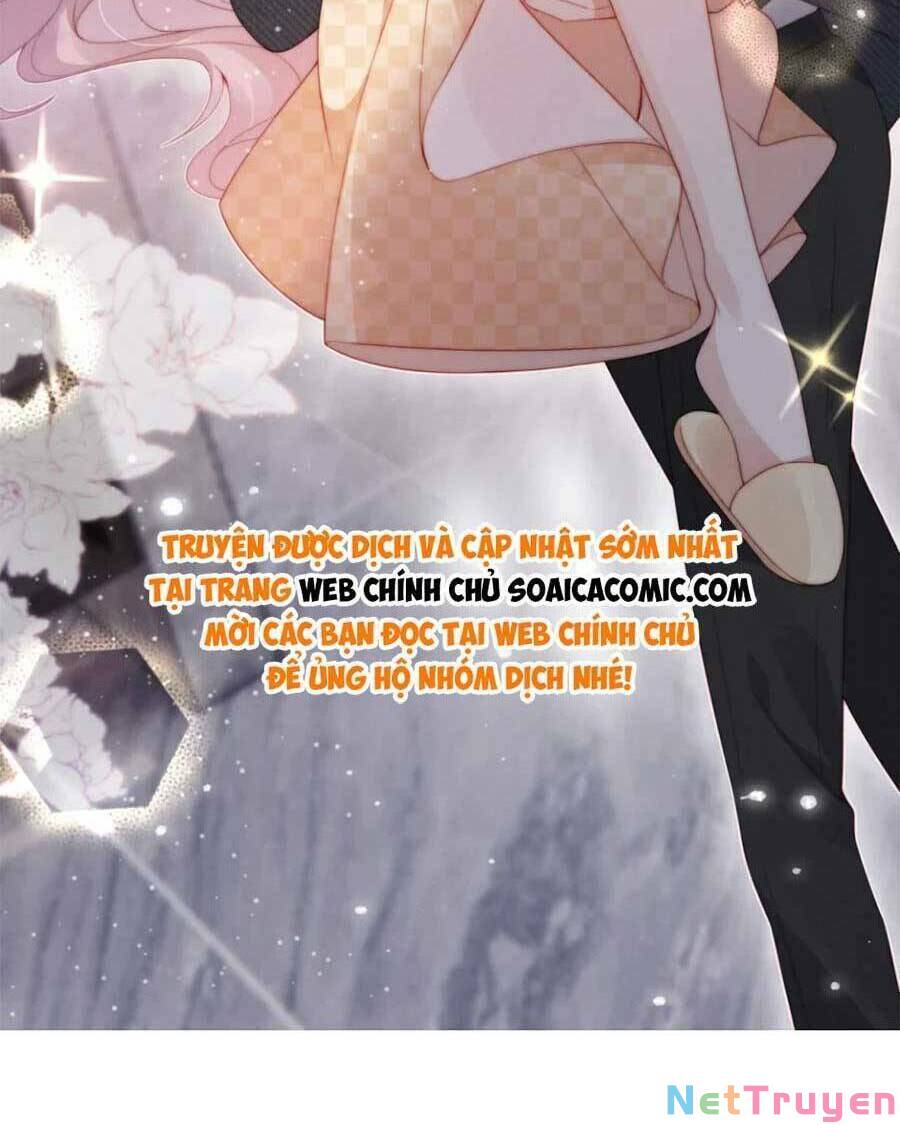 TRUYỆN ĐƯỢC DỊCH VÀ CẬP NHẬT SỚM NHẤT
TẠI TRANG WEB CHÍNH CHỦ SOAICACOMIC.COM
MỜI CÁC BẠN ĐỌC TẠI WEB CHÍNH CHỦ
ĐỂ ỦNG HỘ NHÓM DỊCH NHÉ!
NetTruyen